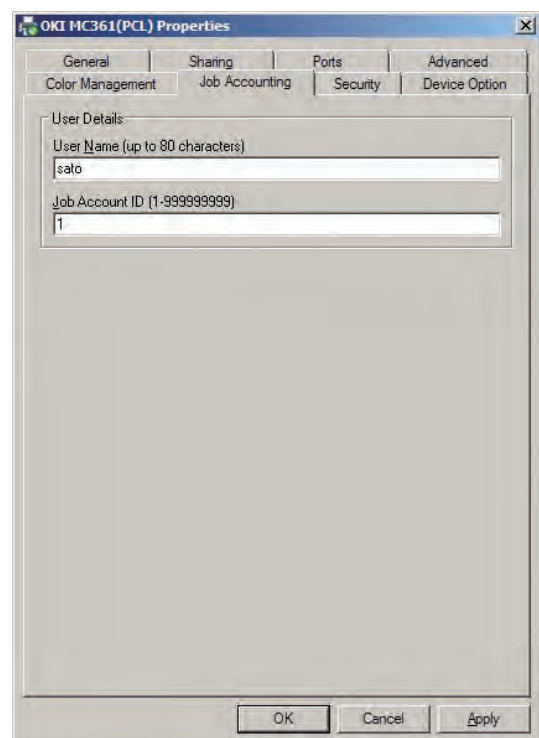 OKI MC361(PCL) Properties
General Sharing Ports Advanced
Color Management Job Accounting Security Device Option
User Details
User Name (up to 80 characters)
sato
Job Account ID (1-999999999)
1
OK Cancel Apply